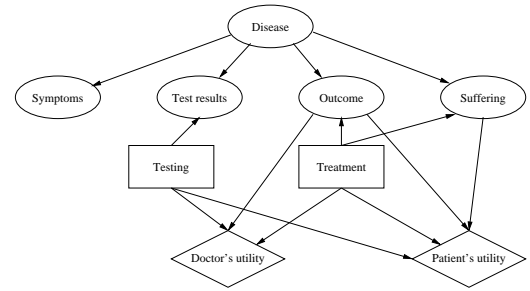 Disease
Symptoms
Test results
Outcome
Suffering
Testing
Treatment
Doctor's utility
Patient's utility